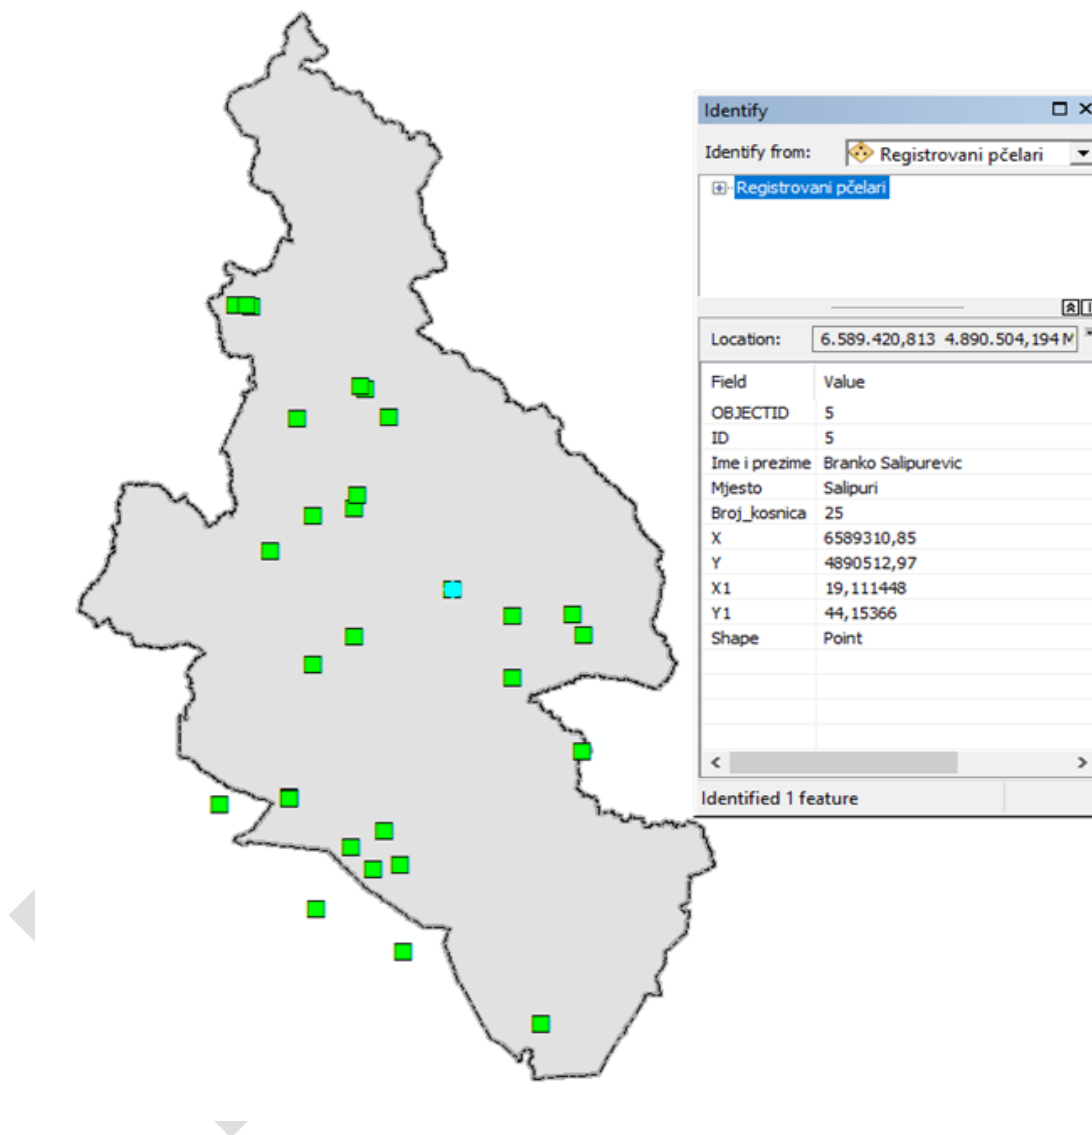 Identify
Identify from: Registrovani pčelari
Registrovani pčelari
Location: 6.589.420,813 4.890.504,194 M
Field Value
OBJECTID 5
ID 5
Ime i prezime Branko Salipurevic
Mjesto Salipuri
Broj_kosnica 25
X 6589310,85
Y 4890512,97
X1 19,111448
Y1 44,15366
Shape Point
Identified 1 feature